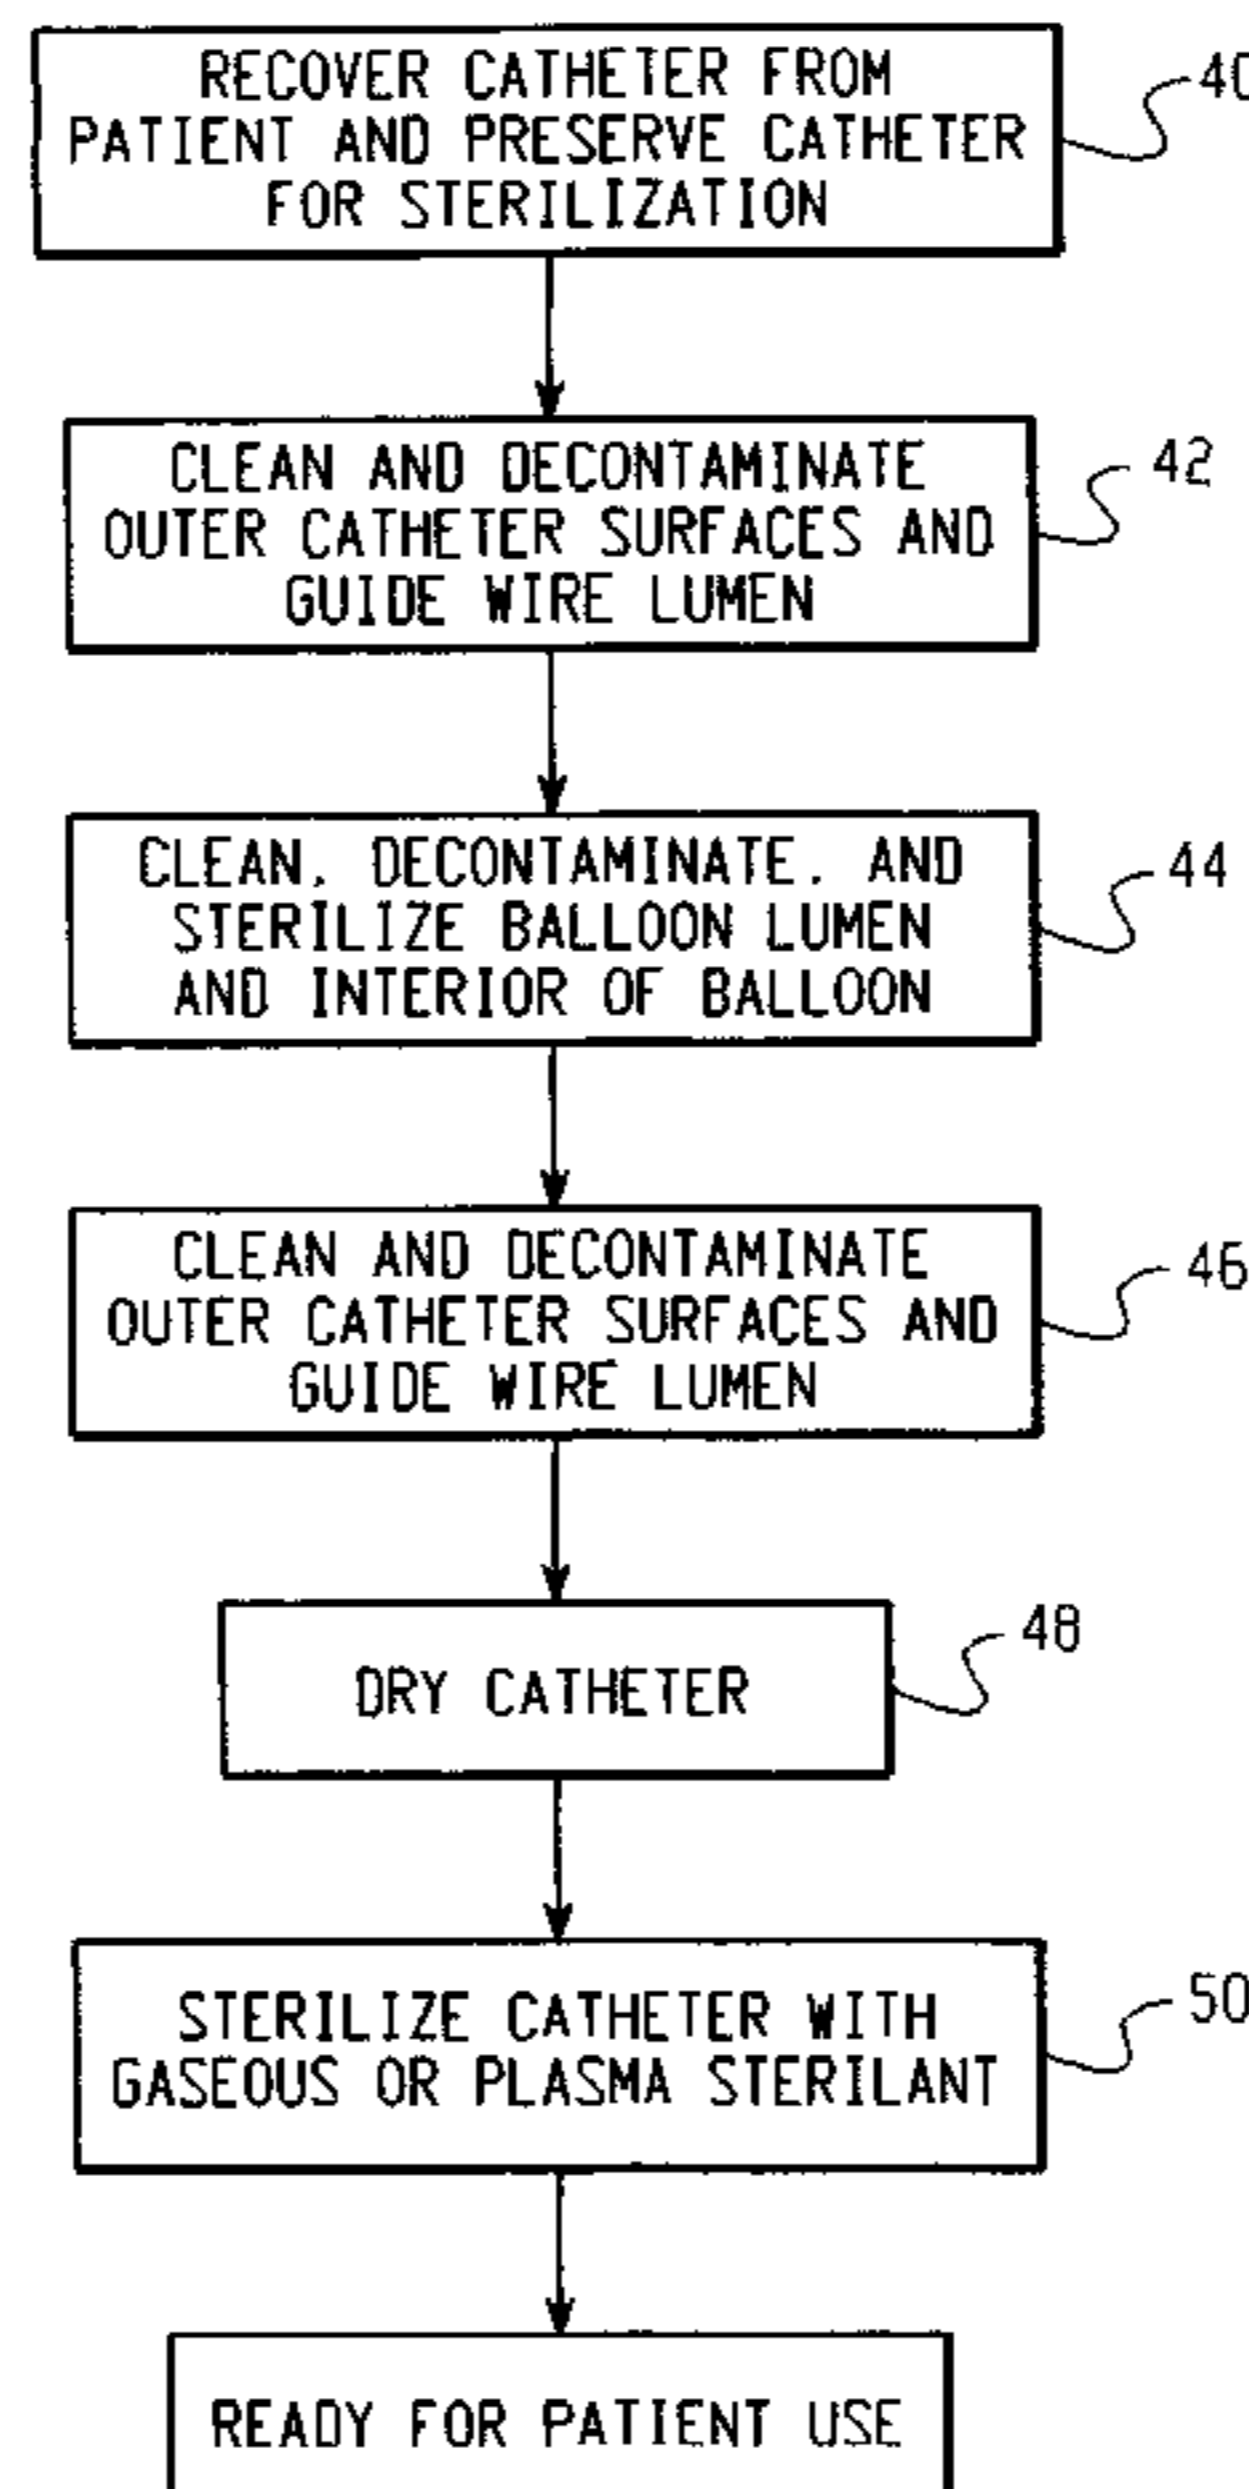 RECOVER CATHETER FROM
PATIENT AND PRESERVE CATHETER
FOR STERILIZATION
40
CLEAN AND DECONTAMINATE
OUTER CATHETER SURFACES AND
GUIDE WIRE LUMEN
42
CLEAN, DECONTAMINATE, AND
STERILIZE BALLOON LUMEN
AND INTERIOR OF BALLOON
44
CLEAN AND DECONTAMINATE
OUTER CATHETER SURFACES AND
GUIDE WIRE LUMEN
46
DRY CATHETER
48
STERILIZE CATHETER WITH
GASEOUS OR PLASMA STERILANT
50
READY FOR PATIENT USE